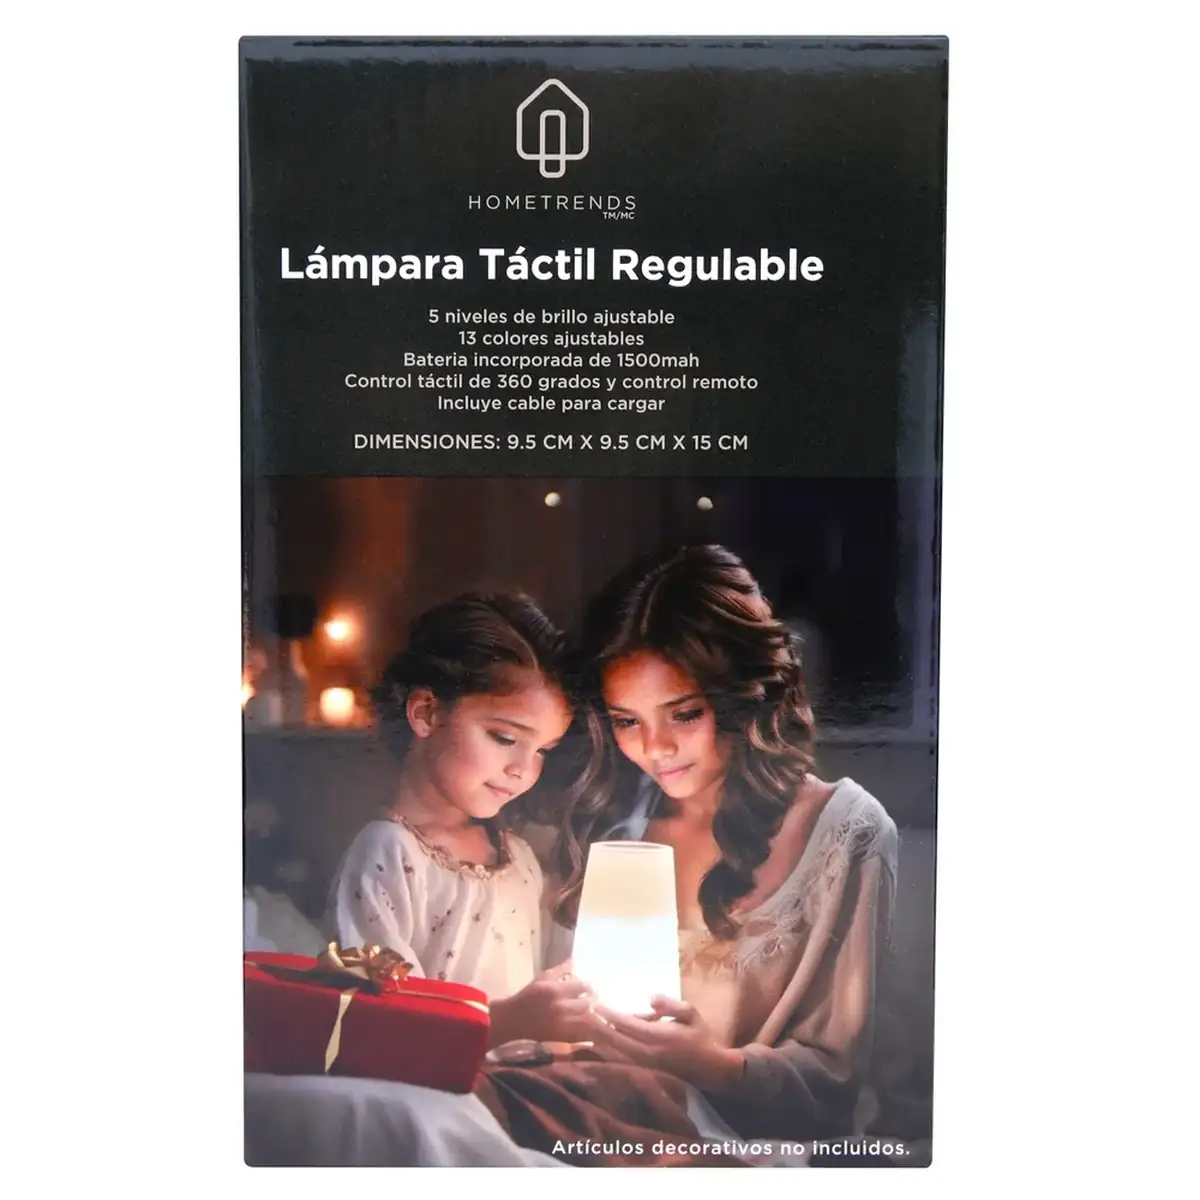 HOMETRENDS
TM/MC
Lámpara Táctil Regulable
5 niveles de brillo ajustable
13 colores ajustables
Bateria incorporada de 1500mah
Control táctil de 360 grados y control remoto
Incluye cable para cargar
DIMENSIONES: 9.5 CM X 9.5 CM X 15 CM
Artículos decorativos no incluidos.